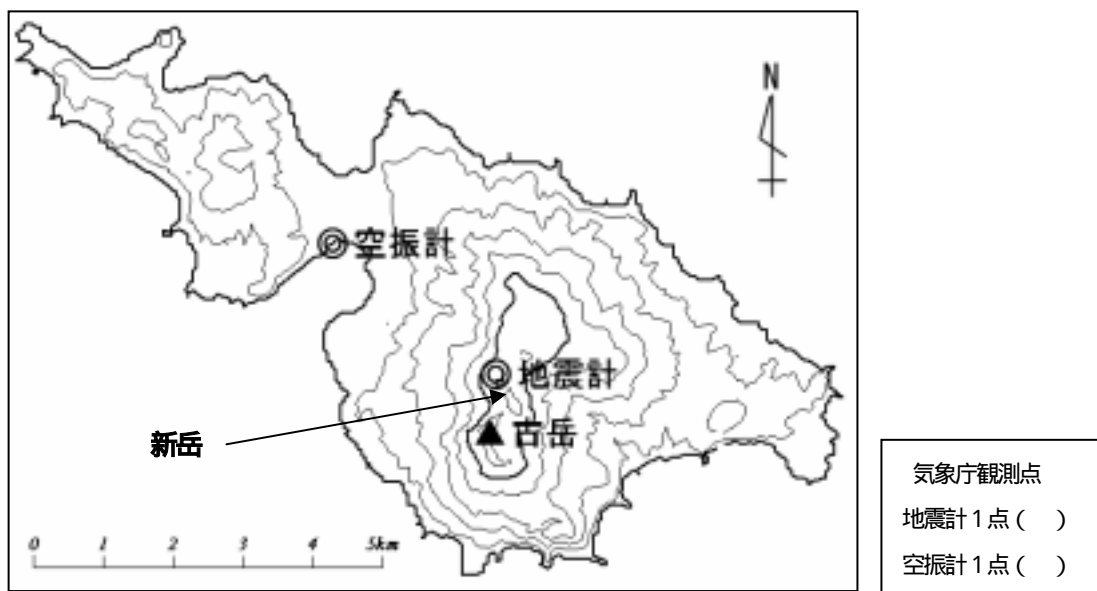 N
空振計
地震計
新岳
古岳
0 1 2 3 4 5km
気象庁観測点
地震計1点( )
空振計1点( )